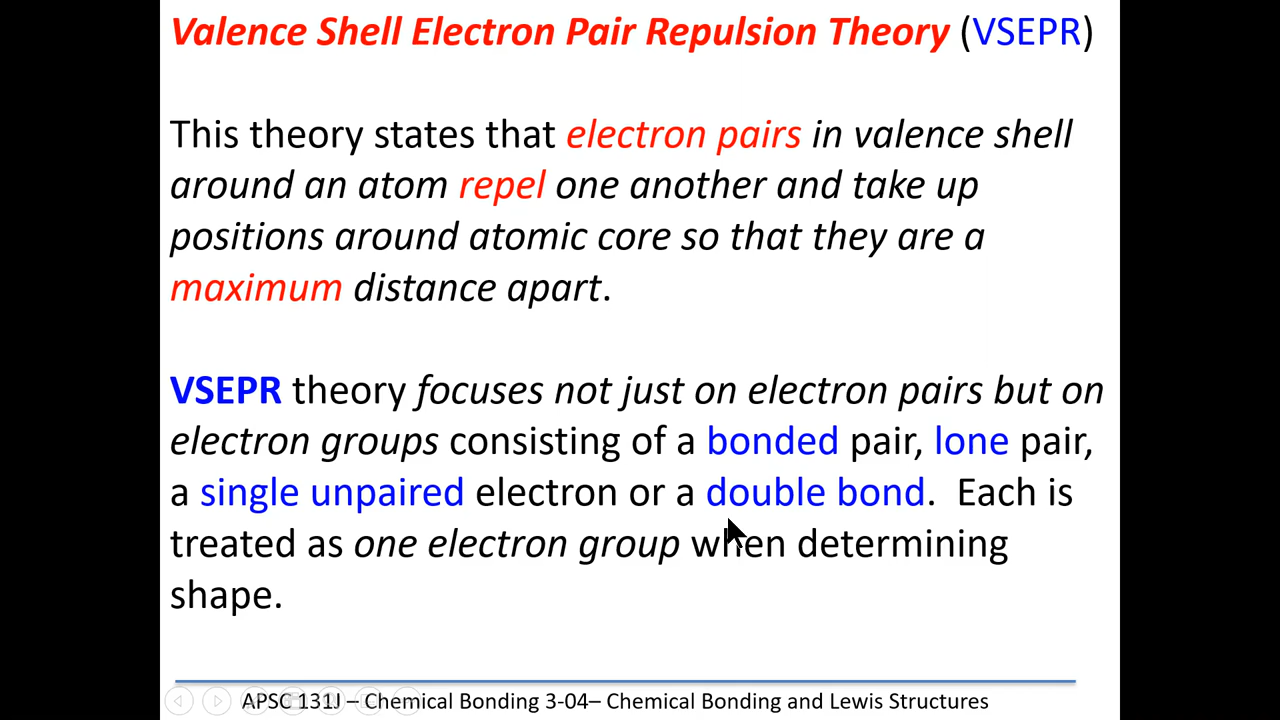 Valence Shell Electron Pair Repulsion Theory (VSEPR)
This theory states that electron pairs in valence shell
around an atom repel one another and take up
positions around atomic core so that they are a
maximum distance apart.
VSEPR theory focuses not just on electron pairs but on
electron groups consisting of a bonded pair, lone pair,
a single unpaired electron or a double bond.  Each is
treated as one electron group when determining
shape.
APSC 131J – Chemical Bonding 3-04– Chemical Bonding and Lewis Structures